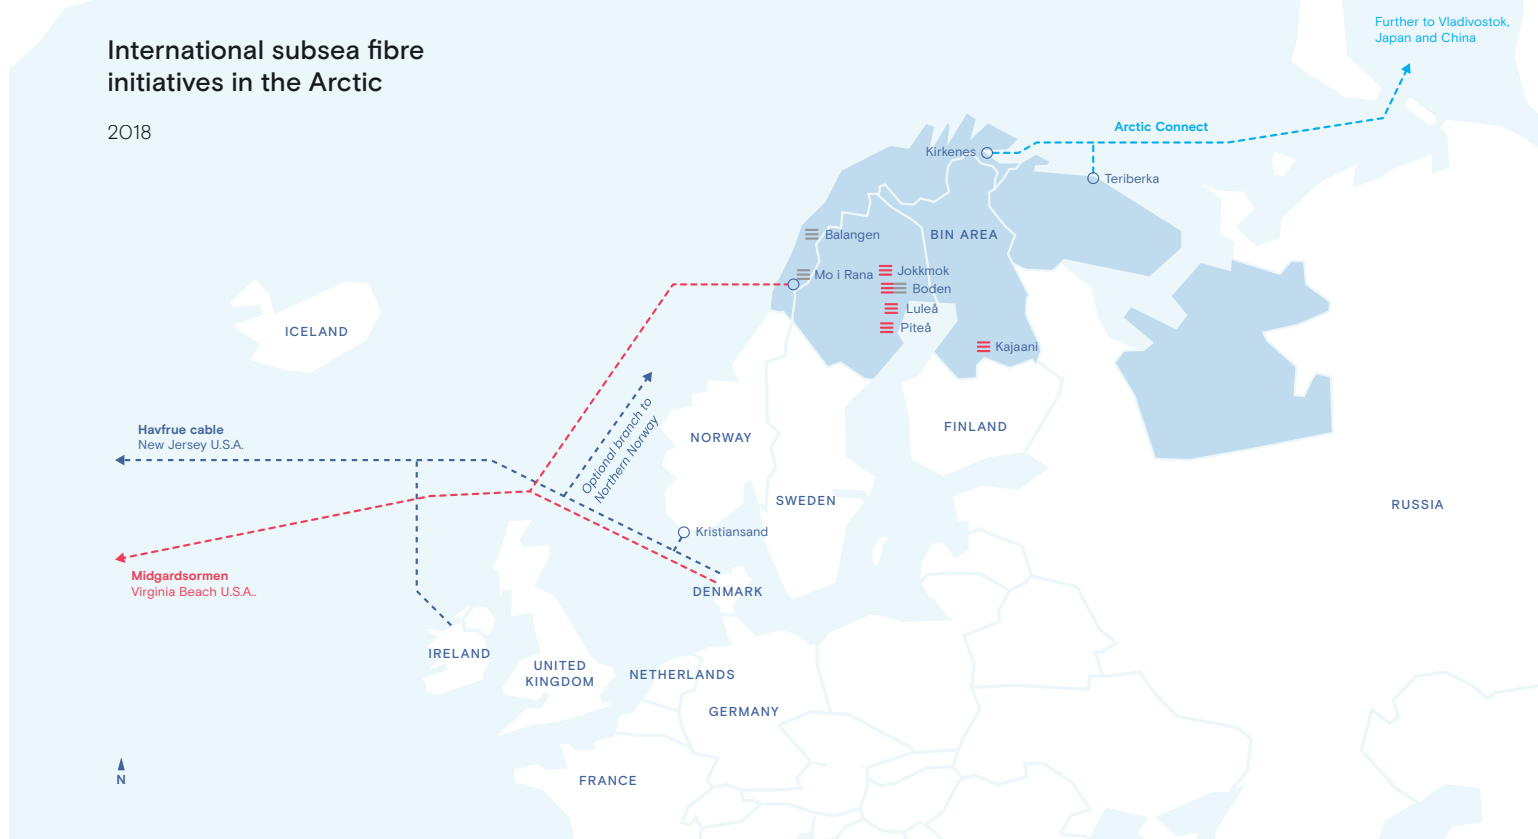 International subsea fibre
initiatives in the Arctic
2018
Further to Vladivostok,
Japan and China
Arctic Connect
Kirkenes
Teriberka
Balangen
BIN AREA
Mo i Rana
Jokkmok
Boden
Luleå
Piteå
Kajaani
ICELAND
Havfrue cable
New Jersey U.S.A.
Optional branch to
Northern Norway
NORWAY
FINLAND
SWEDEN
RUSSIA
Kristiansand
Midgardsormen
Virginia Beach U.S.A..
DENMARK
IRELAND
UNITED
KINGDOM
NETHERLANDS
GERMANY
FRANCE
N